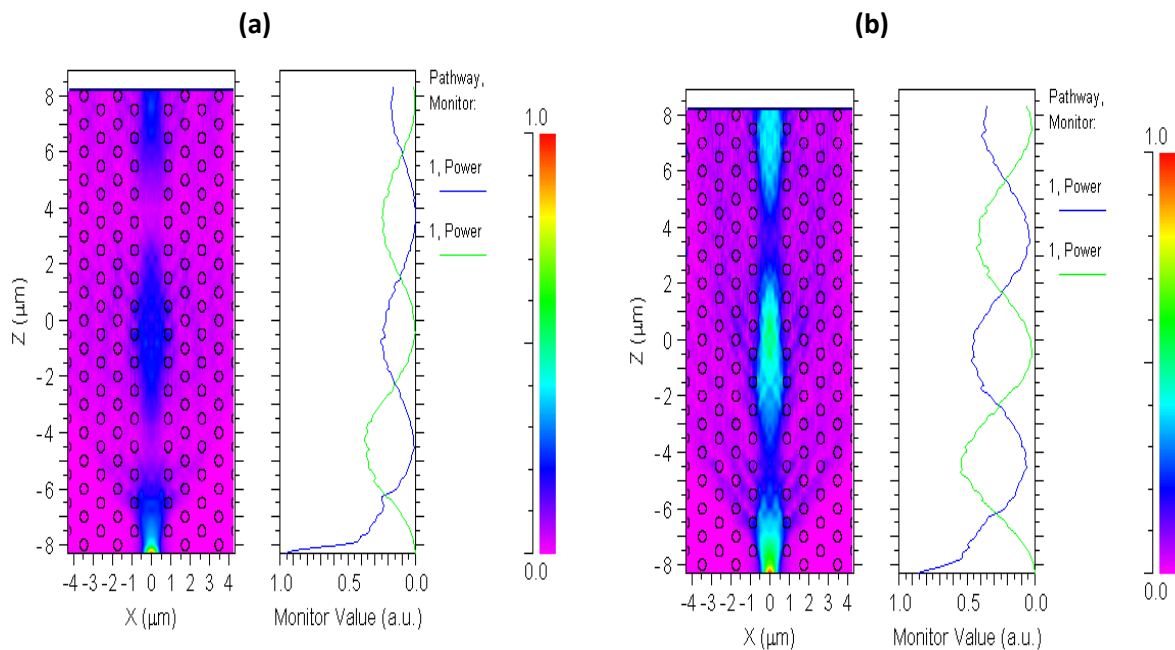 (a)
Pathway,
Monitor:
1, Power
1, Power
1.0
0.0
8
6
4
2
0
-2
-4
-6
-8
Z (µm)
-4 -3 -2 -1 0 1 2 3 4
X (µm)
1.0 0.5 0.0
Monitor Value (a.u.)
(b)
Pathway,
Monitor:
1, Power
1, Power
1.0
0.0
8
6
4
2
0
-2
-4
-6
-8
Z (µm)
-4 -3 -2 -1 0 1 2 3 4
X (µm)
1.0 0.5 0.0
Monitor Value (a.u.)